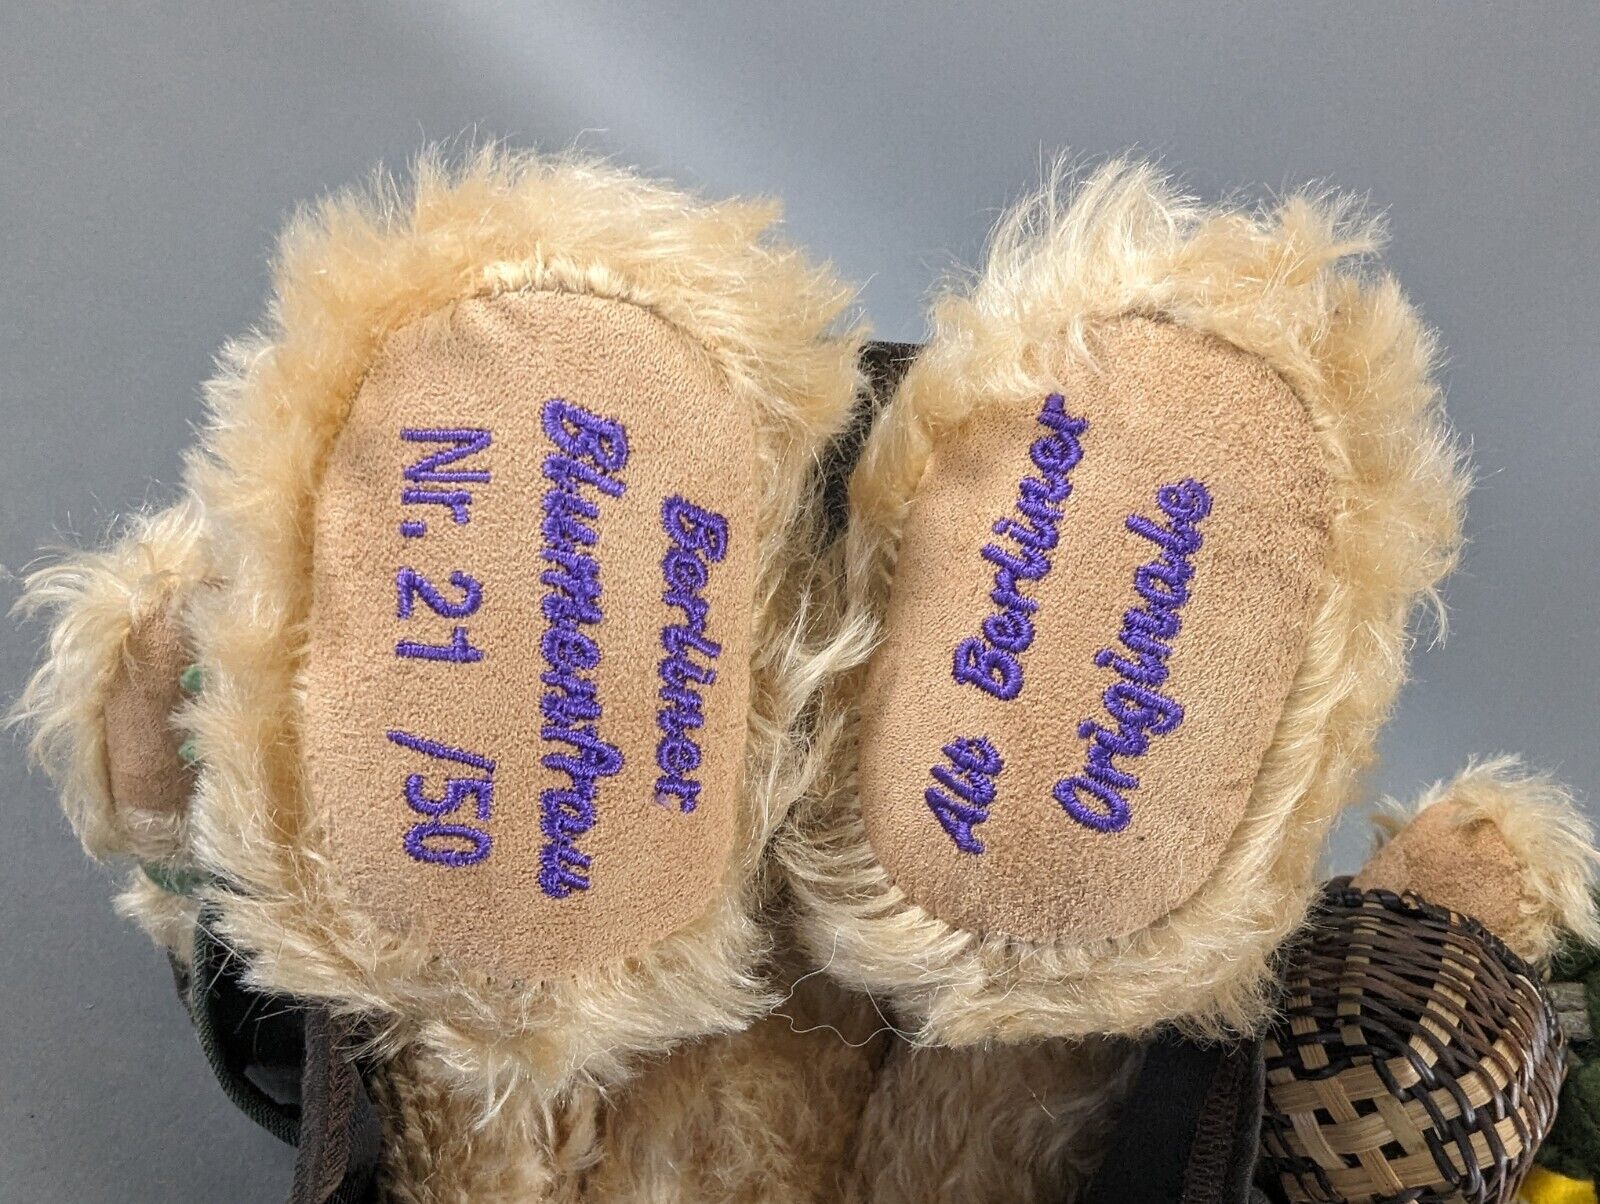 Berliner
Blumenfrau
Nr. 21 /50
Alt Berliner
Originale